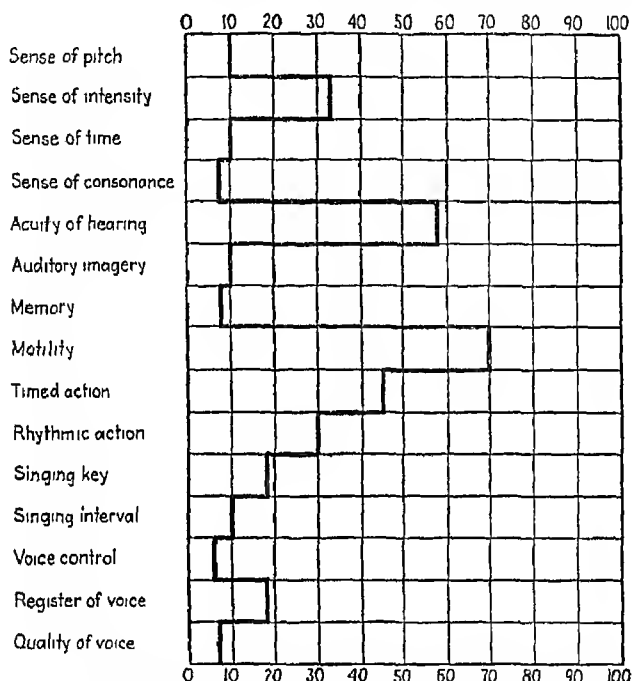 0 10 20 30 40 50 60 70 80 90 100
Sense of pitch
Sense of intensity
Sense of time
Sense of consonance
Acuity of hearing
Auditory imagery
Memory
Motility
Timed action
Rhythmic action
Singing key
Singing interval
Voice control
Register of voice
Quality of voice
0 10 20 30 40 50 60 70 80 90 100